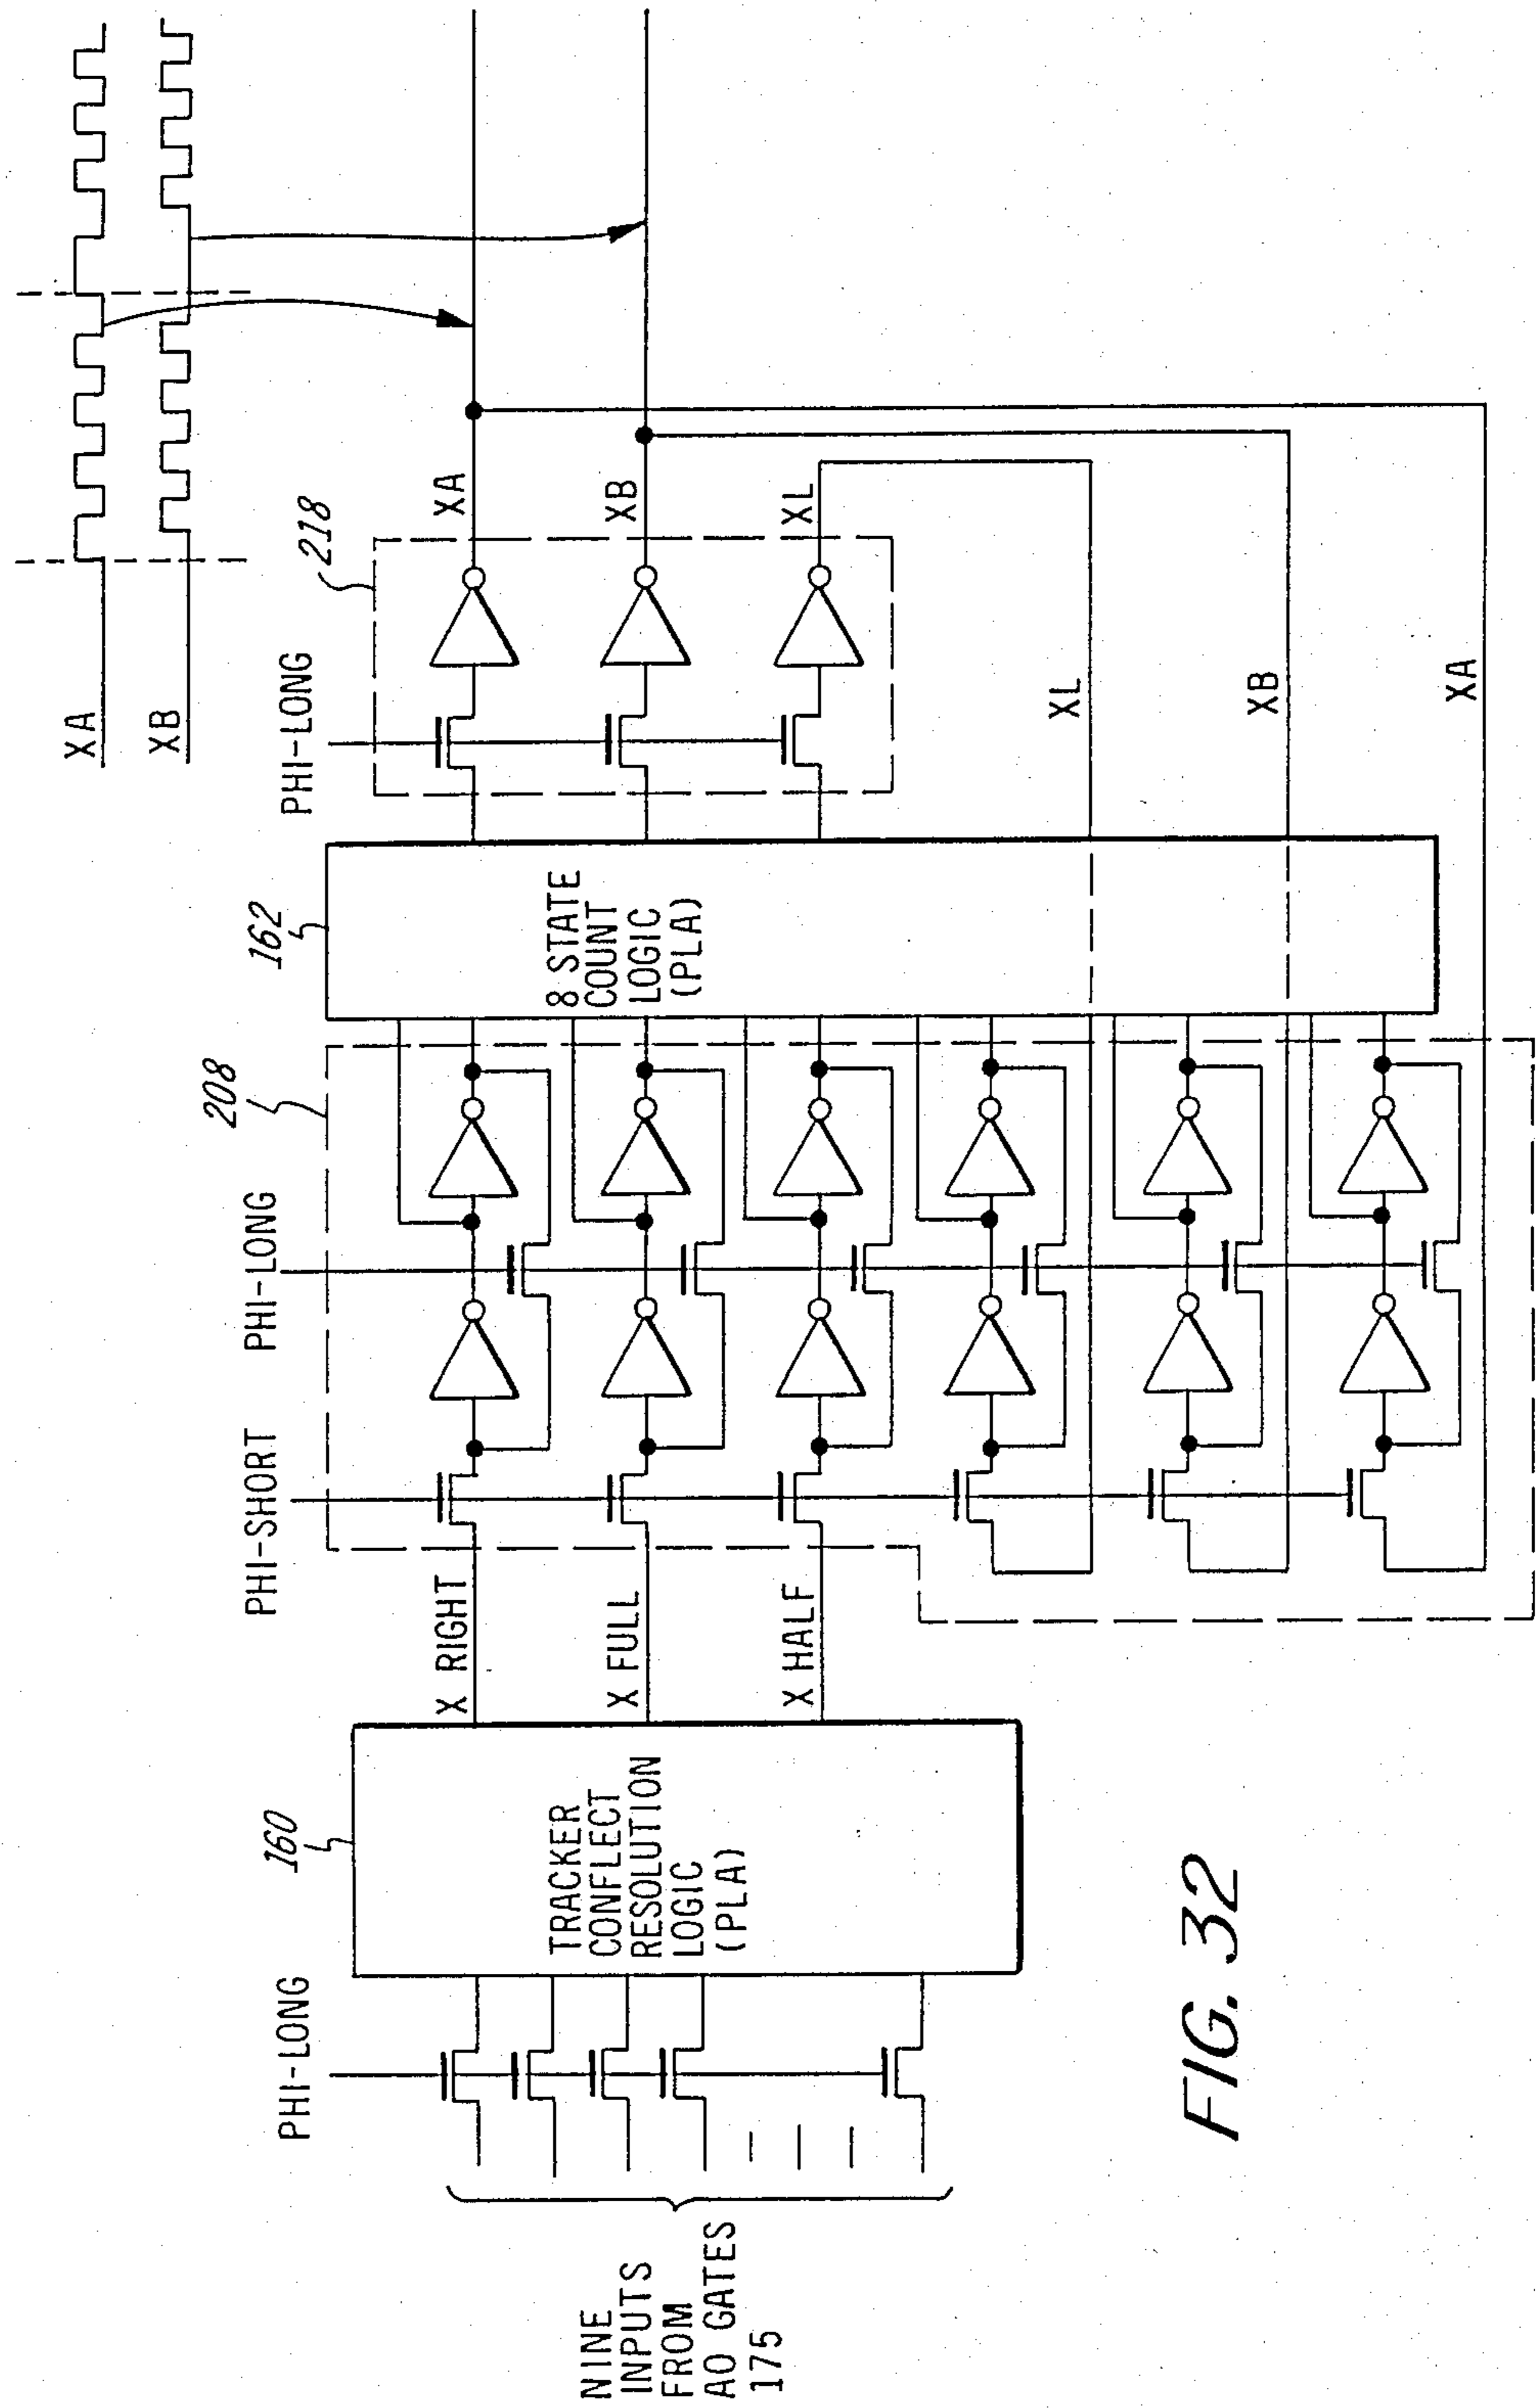 XA
XB
PHI-LONG
218
XA
XB
XL
162
8 STATE
COUNT
LOGIC
(PLA)
XL
XB
XA
208
PHI-LONG
PHI-SHORT
X RIGHT
X FULL
X HALF
160
TRACKER
CONFLECT
RESOLUTION
LOGIC
(PLA)
PHI-LONG
NINE
INPUTS
FROM
AO GATES
175
FIG. 32